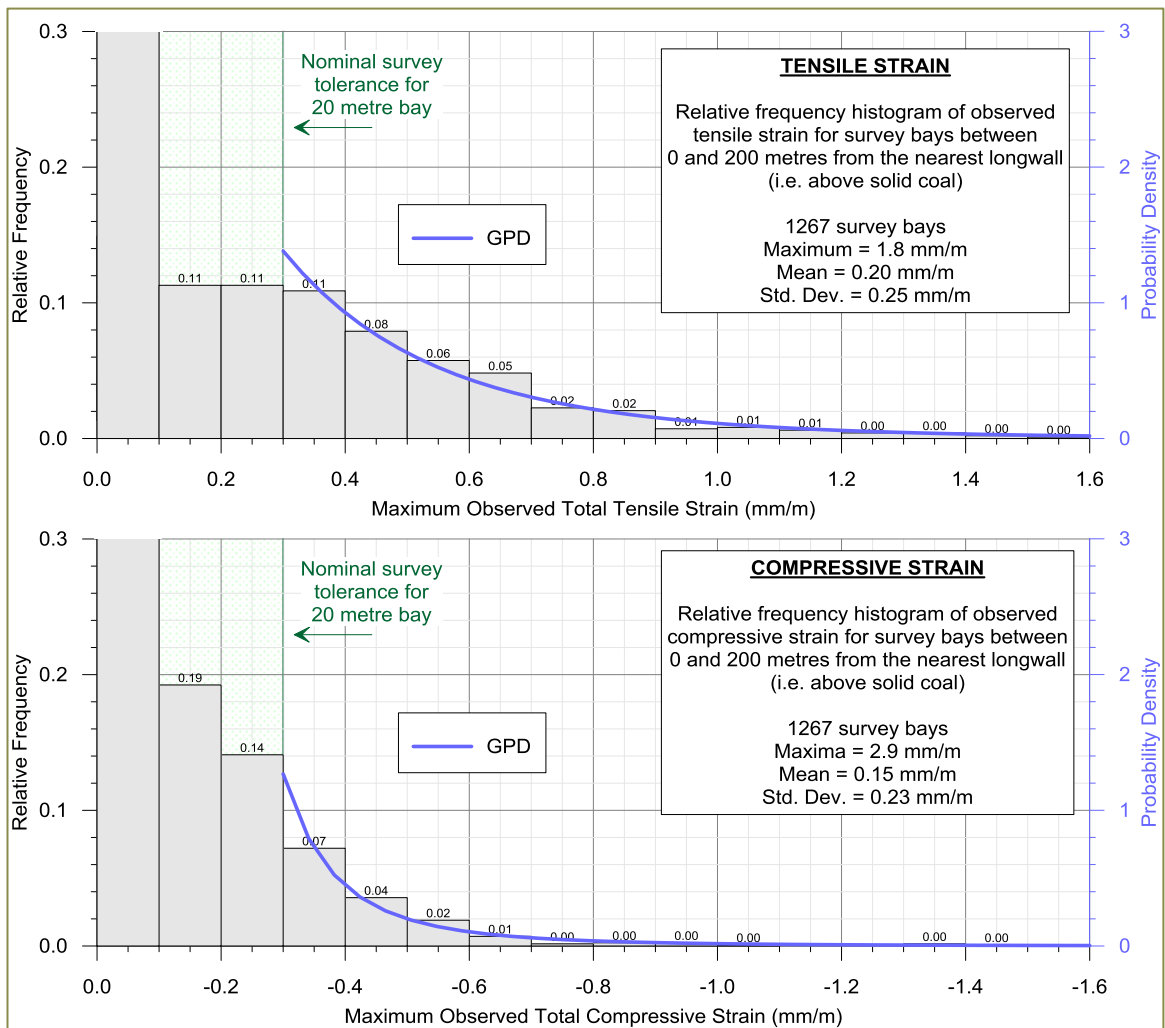 0.3
0.2
0.1
0.0
Relative Frequency
Nominal survey
tolerance for
20 metre bay
GPD
TENSILE STRAIN
Relative frequency histogram of observed
tensile strain for survey bays between
0 and 200 metres from the nearest longwall
(i.e. above solid coal)
1267 survey bays
Maximum = 1.8 mm/m
Mean = 0.20 mm/m
Std. Dev. = 0.25 mm/m
3
2
1
0
Probability Density
0.11 0.11 0.11 0.08 0.06 0.05 0.02 0.02 0.01 0.01 0.01 0.00 0.00 0.00 0.00
0.0 0.2 0.4 0.6 0.8 1.0 1.2 1.4 1.6
Maximum Observed Total Tensile Strain (mm/m)
0.3
0.2
0.1
0.0
Relative Frequency
Nominal survey
tolerance for
20 metre bay
GPD
COMPRESSIVE STRAIN
Relative frequency histogram of observed
compressive strain for survey bays between
0 and 200 metres from the nearest longwall
(i.e. above solid coal)
1267 survey bays
Maxima = 2.9 mm/m
Mean = 0.15 mm/m
Std. Dev. = 0.23 mm/m
3
2
1
0
Probability Density
0.19 0.14 0.07 0.04 0.02 0.01 0.00 0.00 0.00 0.00 0.00 0.00
0.0 -0.2 -0.4 -0.6 -0.8 -1.0 -1.2 -1.4 -1.6
Maximum Observed Total Compressive Strain (mm/m)